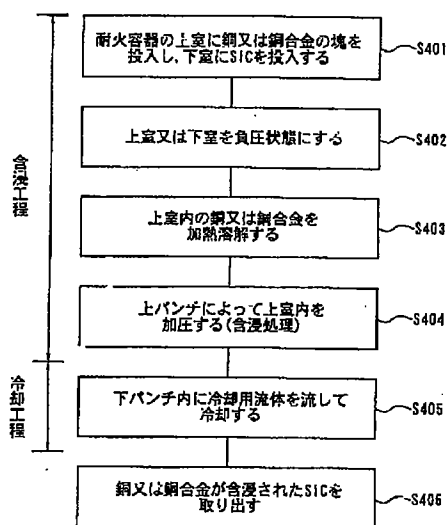 耐火容器の上室に銅又は銅合金の塊を
投入し、下室にSiCを投入する
S401
上室又は下室を負圧状態にする
S402
上室内の銅又は銅合金を
加熱溶解する
S403
上パンチによって上室内を
加圧する(含浸処理)
S404
下パンチ内に冷却用流体を流して
冷却する
S405
銅又は銅合金が含浸されたSiCを
取り出す
S406
含浸工程
冷却工程